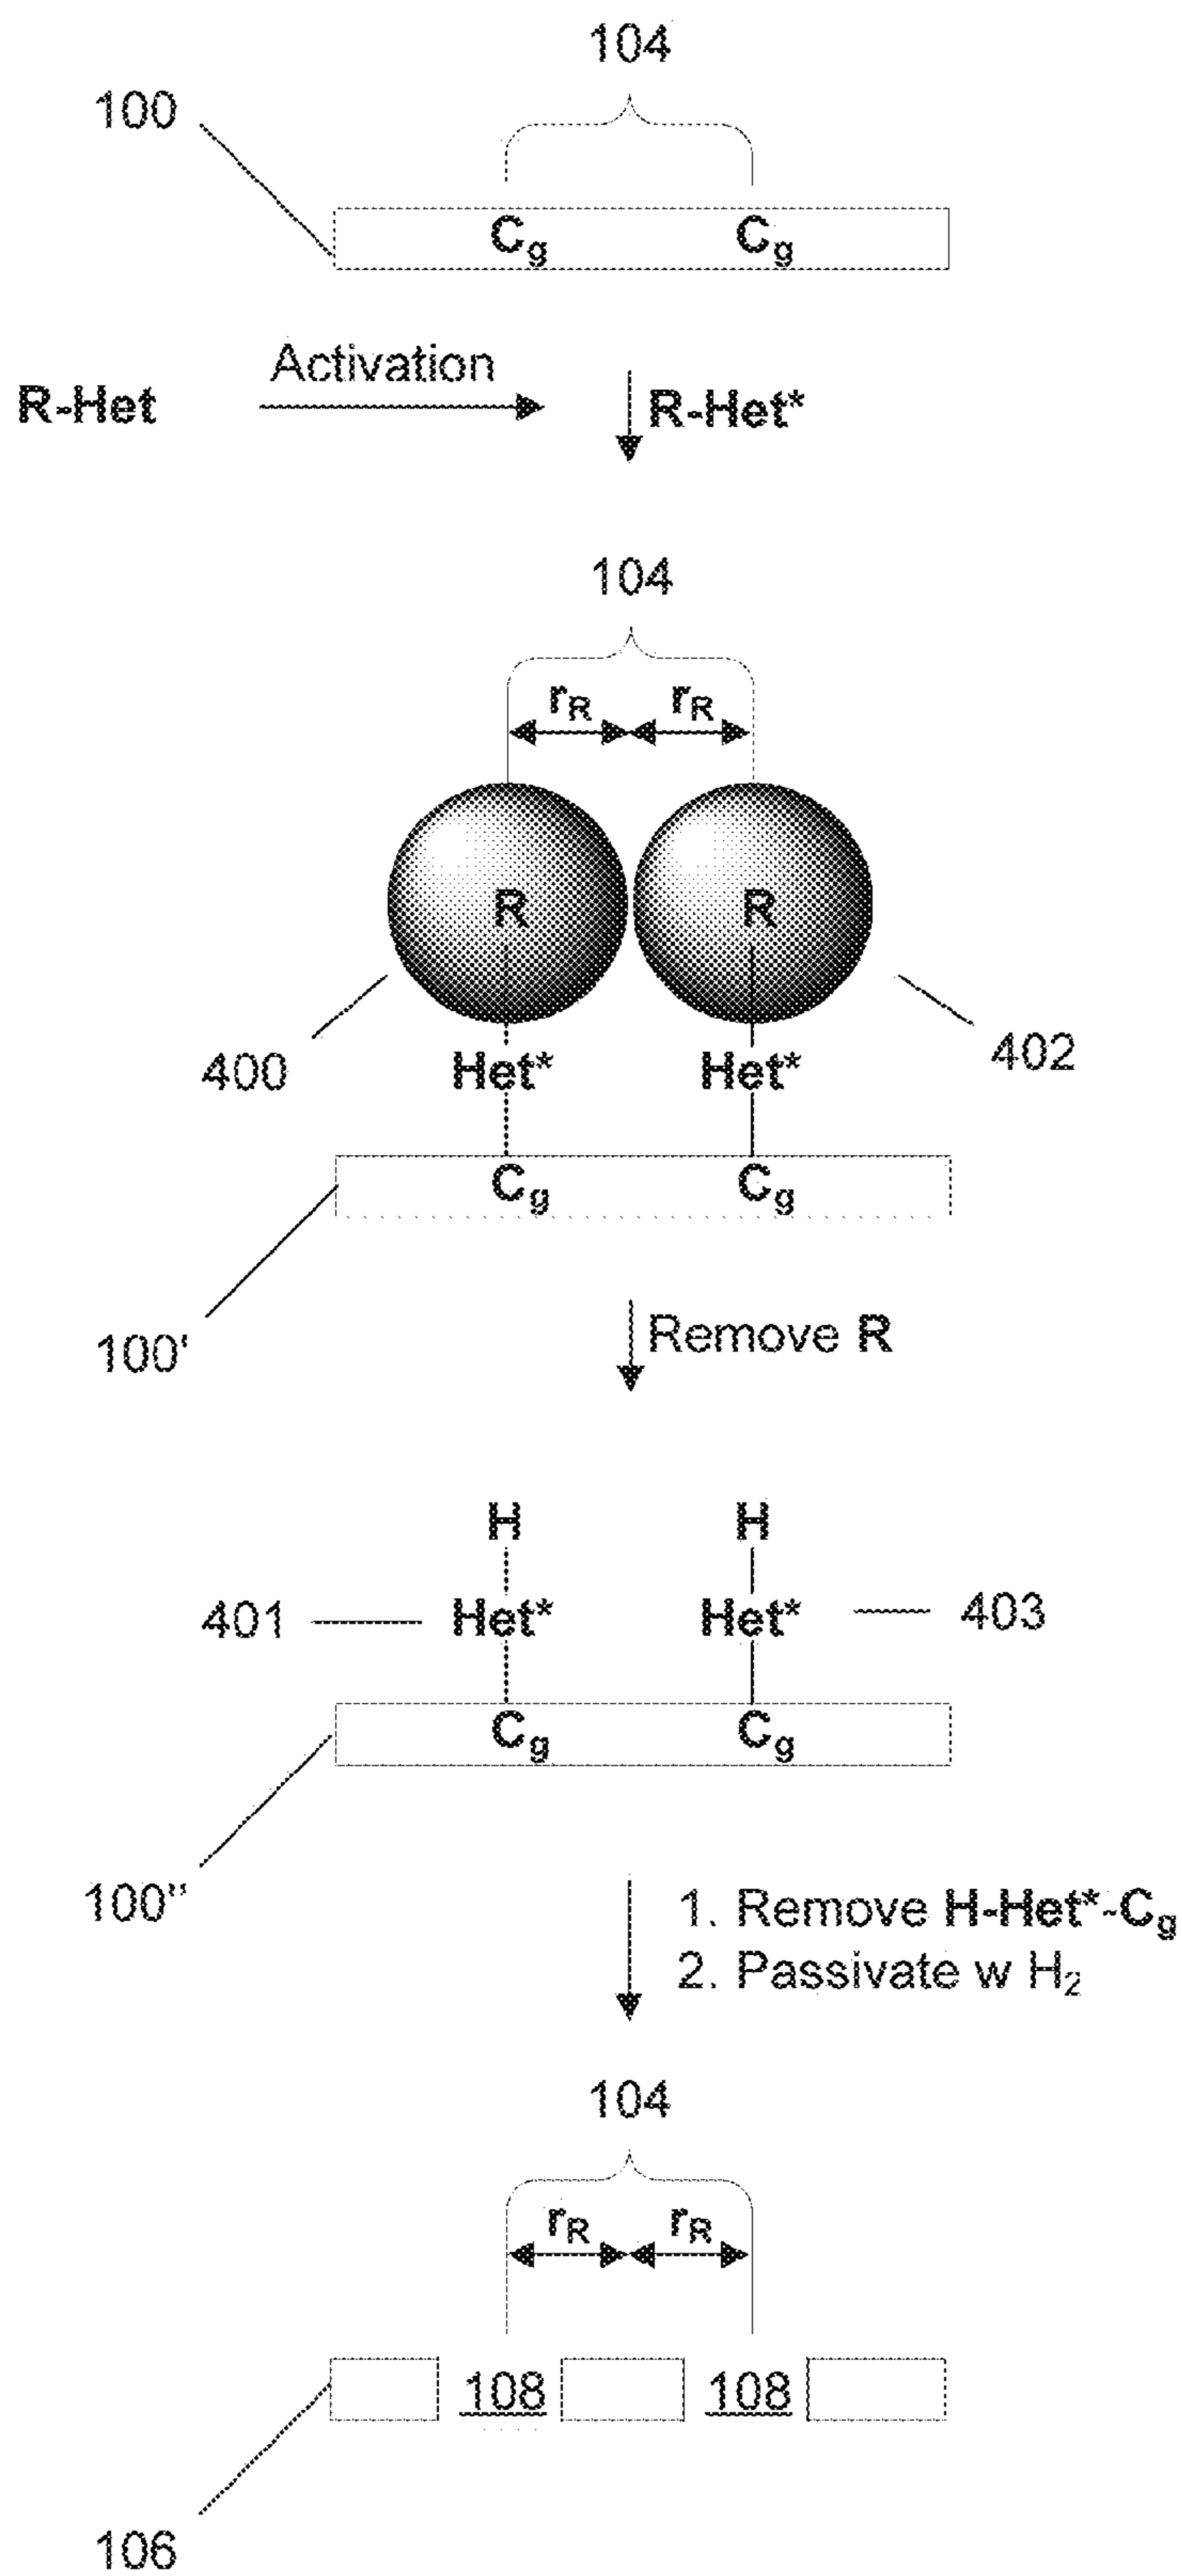 104
100
Cg Cg
Activation
R-Het R-Het*
104
rR rR
R R
400 402
Het* Het*
Cg Cg
100'
Remove R
H H
401 Het* Het* 403
Cg Cg
100”
1. Remove H-Het*-Cg
2. Passivate w H2
104
rR rR
108 108
106